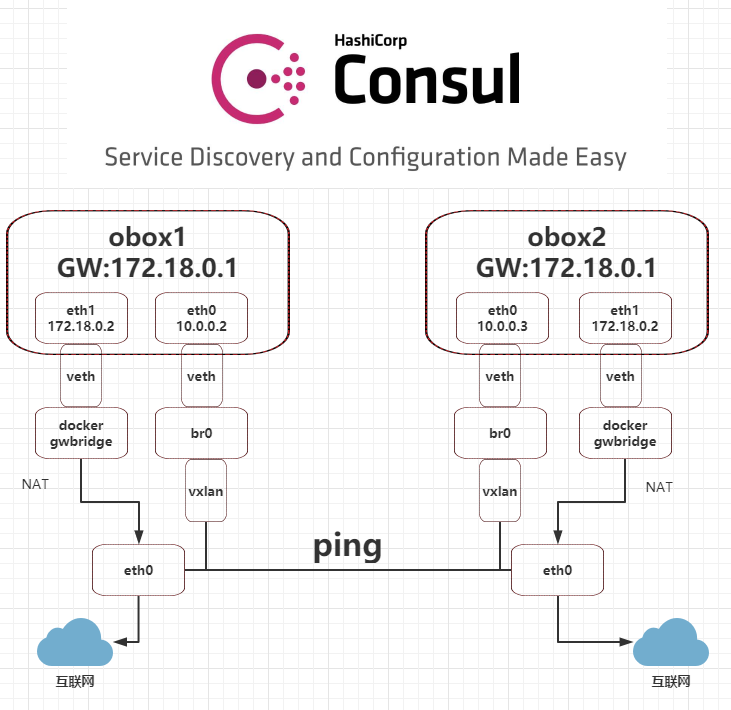 HashiCorp
Consul
Service Discovery and Configuration Made Easy
obox1
GW:172.18.0.1
eth1
172.18.0.2
eth0
10.0.0.2
veth
veth
docker
gwbridge
br0
NAT
vxlan
eth0
互联网
ping
obox2
GW:172.18.0.1
eth0
10.0.0.3
eth1
172.18.0.2
veth
veth
br0
docker
gwbridge
vxlan
NAT
eth0
互联网